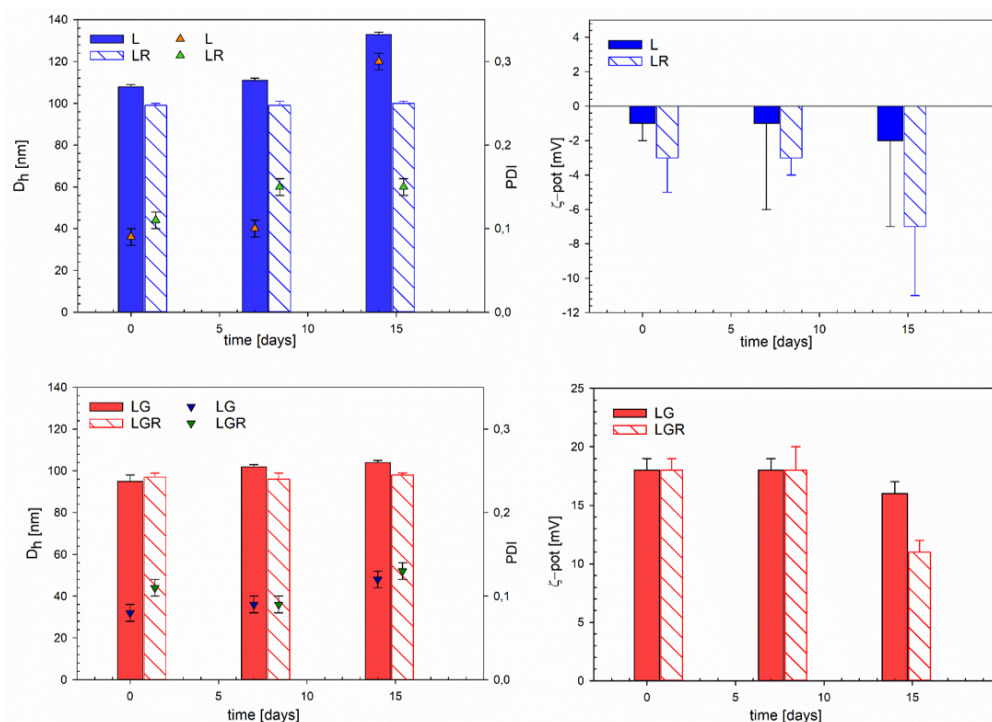 L L
LR LR
140
120
100
80
60
40
20
0
D_h [nm]
0,3
0,2
0,1
0,0
PDI
0 5 10 15
time [days]
L
LR
4
2
0
-2
-4
-6
-8
-10
-12
ζ-pot [mV]
0 5 10 15
time [days]
LG LG
LGR LGR
140
120
100
80
60
40
20
0
D_h [nm]
0,3
0,2
0,1
0,0
PDI
0 5 10 15
time [days]
LG
LGR
25
20
15
10
5
0
ζ-pot [mV]
0 5 10 15
time [days]